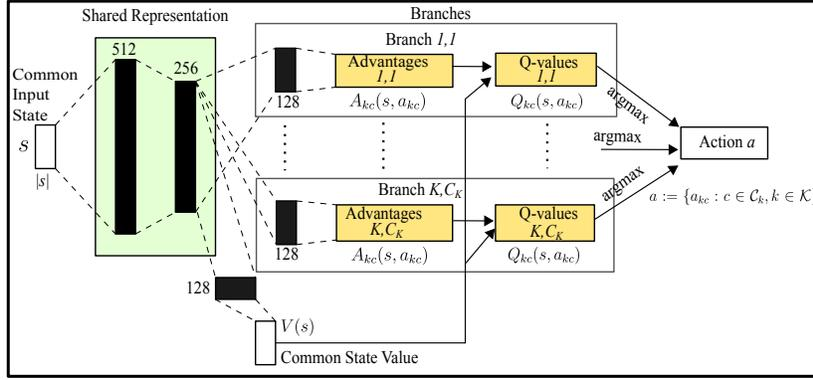 Shared Representation
Branches
512
256
Common
Input
State
s
|s|
Branch 1,1
128
Advantages
1,1
A_{kc}(s, a_{kc})
Q-values
1,1
Q_{kc}(s, a_{kc})
argmax
argmax
argmax
Action a
a := {a_{kc} : c ∈ C_k, k ∈ K}
Branch K,C_K
128
Advantages
K,C_K
A_{kc}(s, a_{kc})
Q-values
K,C_K
Q_{kc}(s, a_{kc})
128
V(s)
Common State Value